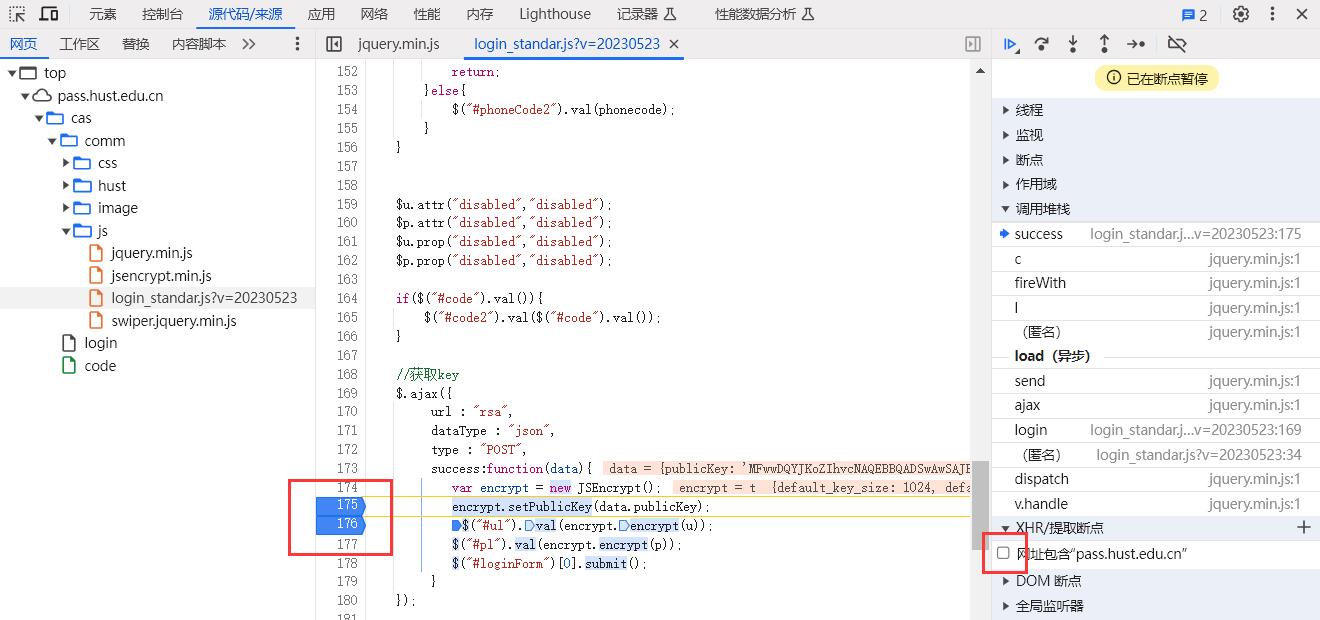 元素 控制台 源代码/来源 应用 网络 性能 内存 Lighthouse 记录器 性能数据分析 2
网页 工作区 替换 内容脚本 jquery.min.js login_standar.js?v=20230523
top
pass.hust.edu.cn
cas
comm
css
hust
image
js
jquery.min.js
jsencrypt.min.js
login_standar.js?v=20230523
swiper.jquery.min.js
login
code
152 return;
153 }else{
154 $("#phoneCode2").val(phonecode);
155 }
156 }
157
158
159 $u.attr("disabled","disabled");
160 $p.attr("disabled","disabled");
161 $u.prop("disabled","disabled");
162 $p.prop("disabled","disabled");
163
164 if($("#code").val()){
165 $("#code2").val($("#code").val());
166 }
167
168 //获取key
169 $.ajax({
170 url : "rsa",
171 dataType : "json",
172 type : "POST",
173 success:function(data){ data = {publicKey: 'MFwwDQYJKoZIhvcNAQEBBQADSwAwSAJB
174 var encrypt = new JSEncrypt(); encrypt = t {default_key_size: 1024, defa
175 encrypt.setPublicKey(data.publicKey);
176 $("#ul").val(encrypt.encrypt(u));
177 $("#pl").val(encrypt.encrypt(p));
178 $("#loginForm")[0].submit();
179 }
180 });
181
已在断点暂停
线程
监视
断点
作用域
调用堆栈
success login_standar.j...v=20230523:175
c jquery.min.js:1
fireWith jquery.min.js:1
l jquery.min.js:1
（匿名） jquery.min.js:1
load（异步）
send jquery.min.js:1
ajax jquery.min.js:1
login login_standar.j...v=20230523:169
（匿名） login_standar.js?v=20230523:34
dispatch jquery.min.js:1
v.handle jquery.min.js:1
XHR/提取断点
网址包含“pass.hust.edu.cn”
DOM 断点
全局监听器